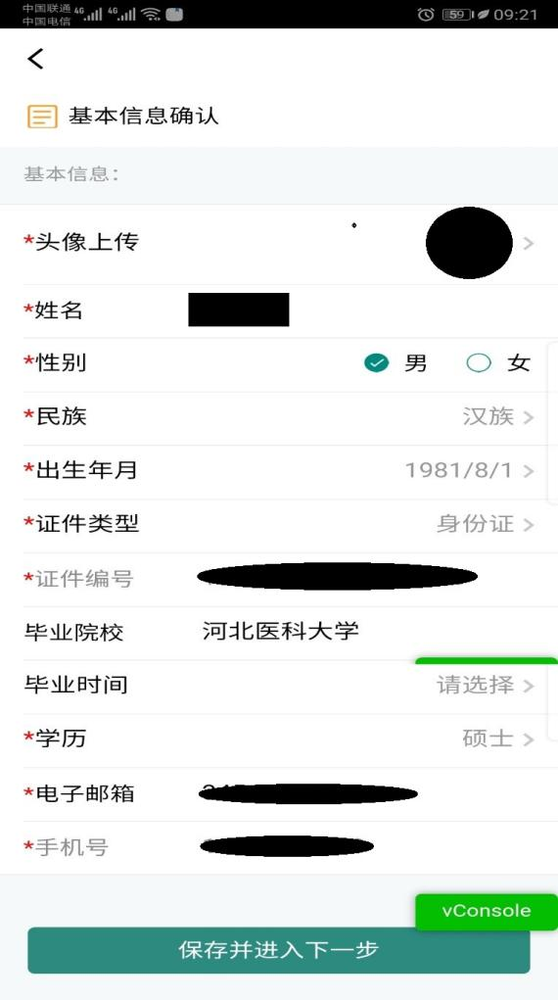 中国联通 4G 4G 59 09:21
中国电信
基本信息确认
基本信息:
*头像上传
*姓名
*性别 男 女
*民族 汉族
*出生年月 1981/8/1
*证件类型 身份证
*证件编号
毕业院校 河北医科大学
毕业时间 请选择
*学历 硕士
*电子邮箱
*手机号
vConsole
保存并进入下一步